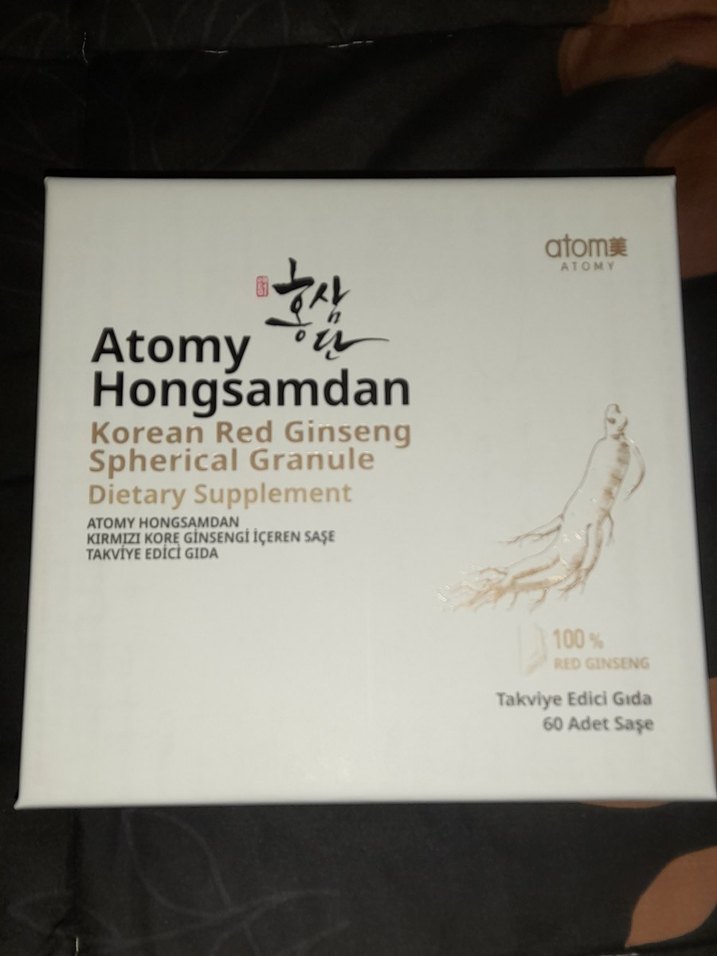 atom美
ATOMY
홍삼단
Atomy
Hongsamdan
Korean Red Ginseng
Spherical Granule
Dietary Supplement
ATOMY HONGSAMDAN
KIRMIZI KORE GİNSENGİ İÇEREN SAŞE
TAKVİYE EDİCİ GIDA
100 %
RED GINSENG
Takviye Edici Gıda
60 Adet Saşe